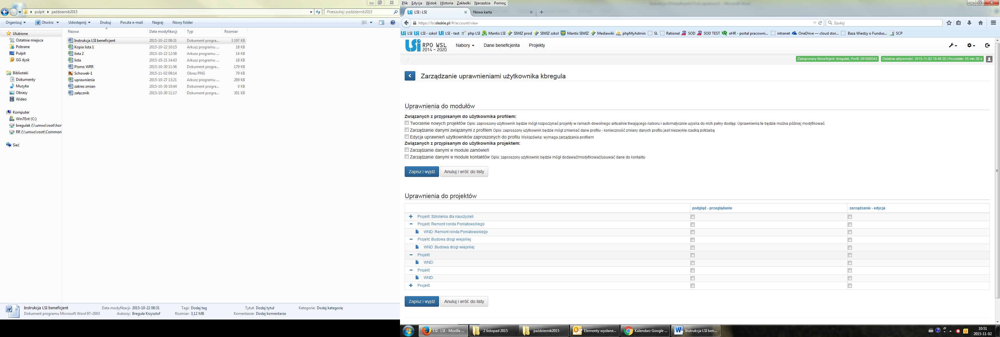 pulpit ▸ październik2015
Przeszukaj: październik2015
Organizuj Otwórz Udostępnij Drukuj Poczta e-mail Nagraj Nowy folder
Nazwa Data modyfikacji Typ Rozmiar
Ulubione
Ostatnie miejsca
Pobrane
Pulpit
GG dysk
Biblioteki
Dokumenty
Muzyka
Obrazy
Wideo
Komputer
Win7Ent (C:)
bregulak (\\umws\root\hor
RR (\\umws\root\Common
Sieć
Instrukcja LSI beneficjent 2015-10-22 08:31 Dokument progra... 3 197 KB
Kopia lista 1 2015-10-22 10:15 Arkusz programu ... 18 KB
lista 2 2015-10-22 12:58 Arkusz programu ... 14 KB
lista 2015-10-21 14:43 Arkusz programu ... 18 KB
Pismo WRR 2015-10-30 11:56 Dokument progra... 179 KB
Schowek-1 2015-11-02 09:14 Obraz PNG 79 KB
uprawnienia 2015-10-27 13:21 Arkusz programu ... 289 KB
zakres zmian 2015-10-30 10:44 Dokument progra... 0 KB
załącznik 2015-10-30 11:17 Dokument progra... 301 KB
Instrukcja LSI beneficjent Data modyfikacji: 2015-10-22 08:31 Tagi: Dodaj tag Tytuł: Dodaj tytuł Kategorie: Dodaj kategorię
Dokument programu Microsoft Word 97–2003 Autorzy: Breguła Krzysztof Rozmiar: 3,12 MB Komentarze: Dodaj komentarze
Plik Edycja Widok Historia Zakładki Narzędzia Pomoc
LSI : LSI Nowa karta
https://lsi.slaskie.pl/#/account/view Szukaj
LSI LSI - szkol LSI - test php LSI Mantis LSI SIWIZ prod SIWIZ szkol Mantis SIWIZ Mediawiki phpMyAdmin SL Rational SOD SOD TEST eHR - portal pracowni... intranet OneDrive — cloud stor... Baza Wiedzy o Fundus... SCP
LSI RPO WSL 2014 - 2020 Nabory Dane beneficjenta Projekty
/
Zalogowany Beneficjent: bregulak; Profil: 291009343 Ostatnia aktywność: 2015-11-02 10:46:35 | Pozostało: 55 min 26 s
Zarządzanie uprawnieniami użytkownika kbregula
Uprawnienia do modułów
Związanych z przypisanym do użytkownika profilem:
Tworzenie nowych projektów Opis: zaproszony użytkownik będzie mógł rozpoczynać projekty w ramach dowolnego aktualnie trwającego naboru i automatycznie uzyska do nich pełny dostęp. Uprawnienia te będzie można później modyfikować.
Zarządzanie danymi związanymi z profilem Opis: zaproszony użytkownik będzie mógł zmieniać dane profilu - konieczność zmiany danych profilu jest niezwykle rzadką potrzebą
Edycja uprawnień użytkowników zaproszonych do profilu Wskazówka: wymaga zarządzania profilem
Związanych z przypisanym do użytkownika projektem:
Zarządzanie danymi w module zamówień
Zarządzanie danymi w module kontaktów Opis: zaproszony użytkownik będzie mógł dodawać/modyfikować/usuwać dane do kontaktu
Zapisz i wyjdź Anuluj i wróć do listy
Uprawnienia do projektów
podgląd - przeglądanie zarządzanie - edycja
Projekt: Szkolenia dla nauczycieli
Projekt: Remont ronda Poniatowskiego
WND: Remont ronda Poniatowskiego
Projekt: Budowa drogi wiejskiej
WND: Budowa drogi wiejskiej
Projekt:
WND:
Projekt:
WND:
Projekt:
Zapisz i wyjdź Anuluj i wróć do listy
LSI : LSI - Mozilla ... 2 listopad 2015 październik2015 Elementy wysłane... Kalendarz Google ... Instrukcja LSI ben... 10:51
2015-11-02